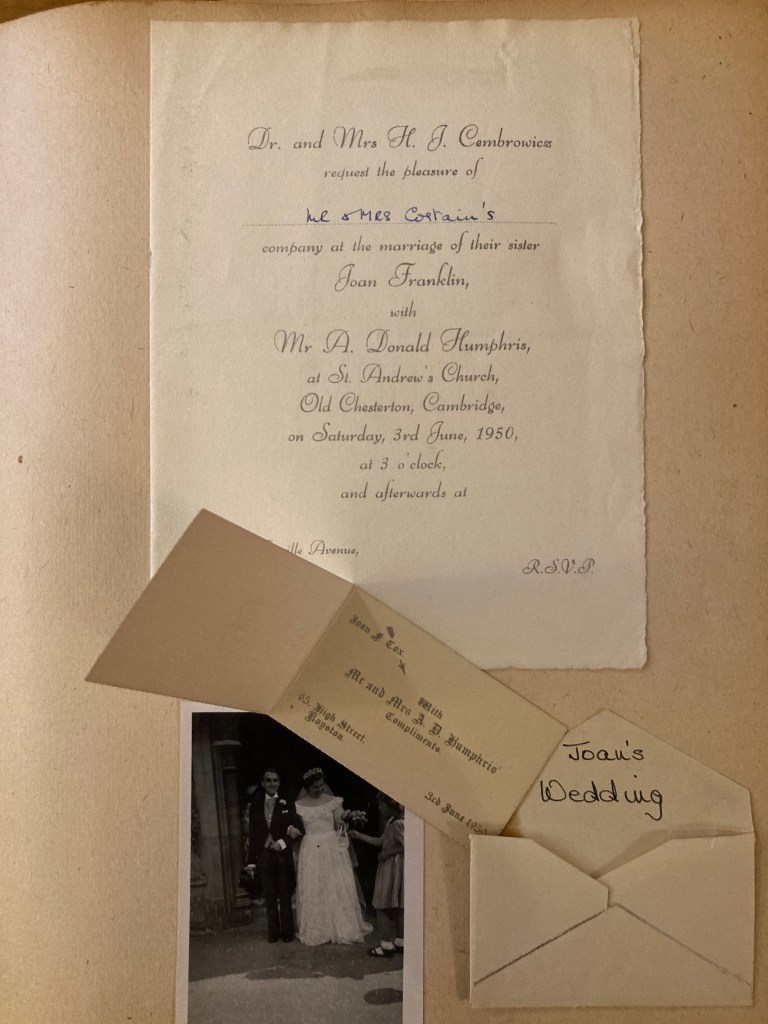 Dr. and Mrs H. J. Cembrowicz
request the pleasure of
Mr & Mrs Costain's
company at the marriage of their sister
Joan Franklin,
with
Mr A. Donald Humphris,
at St. Andrew's Church,
Old Chesterton, Cambridge,
on Saturday, 3rd June, 1950,
at 3 o'clock,
and afterwards at
Avenue,
R.S.V.P.
Joan F. Cox.
With
Mr and Mrs A. D. Humphris'
Compliments.
65, High Street,
Royston.
3rd June
Joan's
Wedding